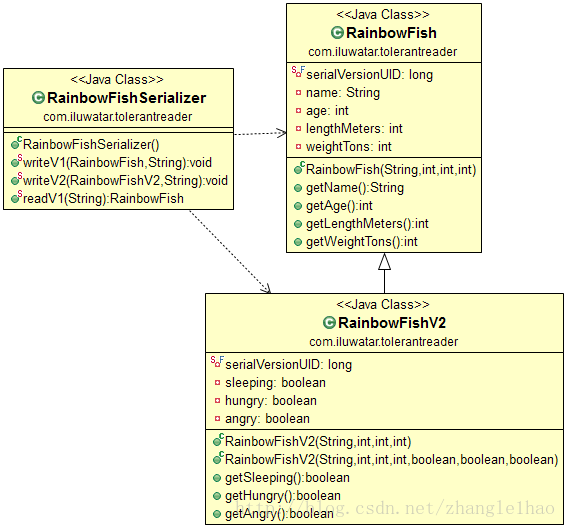 <<Java Class>>
RainbowFish
com.iluwatar.tolerantreader
serialVersionUID: long
name: String
age: int
lengthMeters: int
weightTons: int
RainbowFish(String,int,int,int)
getName():String
getAge():int
getLengthMeters():int
getWeightTons():int
<<Java Class>>
RainbowFishSerializer
com.iluwatar.tolerantreader
RainbowFishSerializer()
writeV1(RainbowFish,String):void
writeV2(RainbowFishV2,String):void
readV1(String):RainbowFish
<<Java Class>>
RainbowFishV2
com.iluwatar.tolerantreader
serialVersionUID: long
sleeping: boolean
hungry: boolean
angry: boolean
RainbowFishV2(String,int,int,int)
RainbowFishV2(String,int,int,int,boolean,boolean,boolean)
getSleeping():boolean
getHungry():boolean
getAngry():boolean
http://blog.csdn.net/zhanglelhao